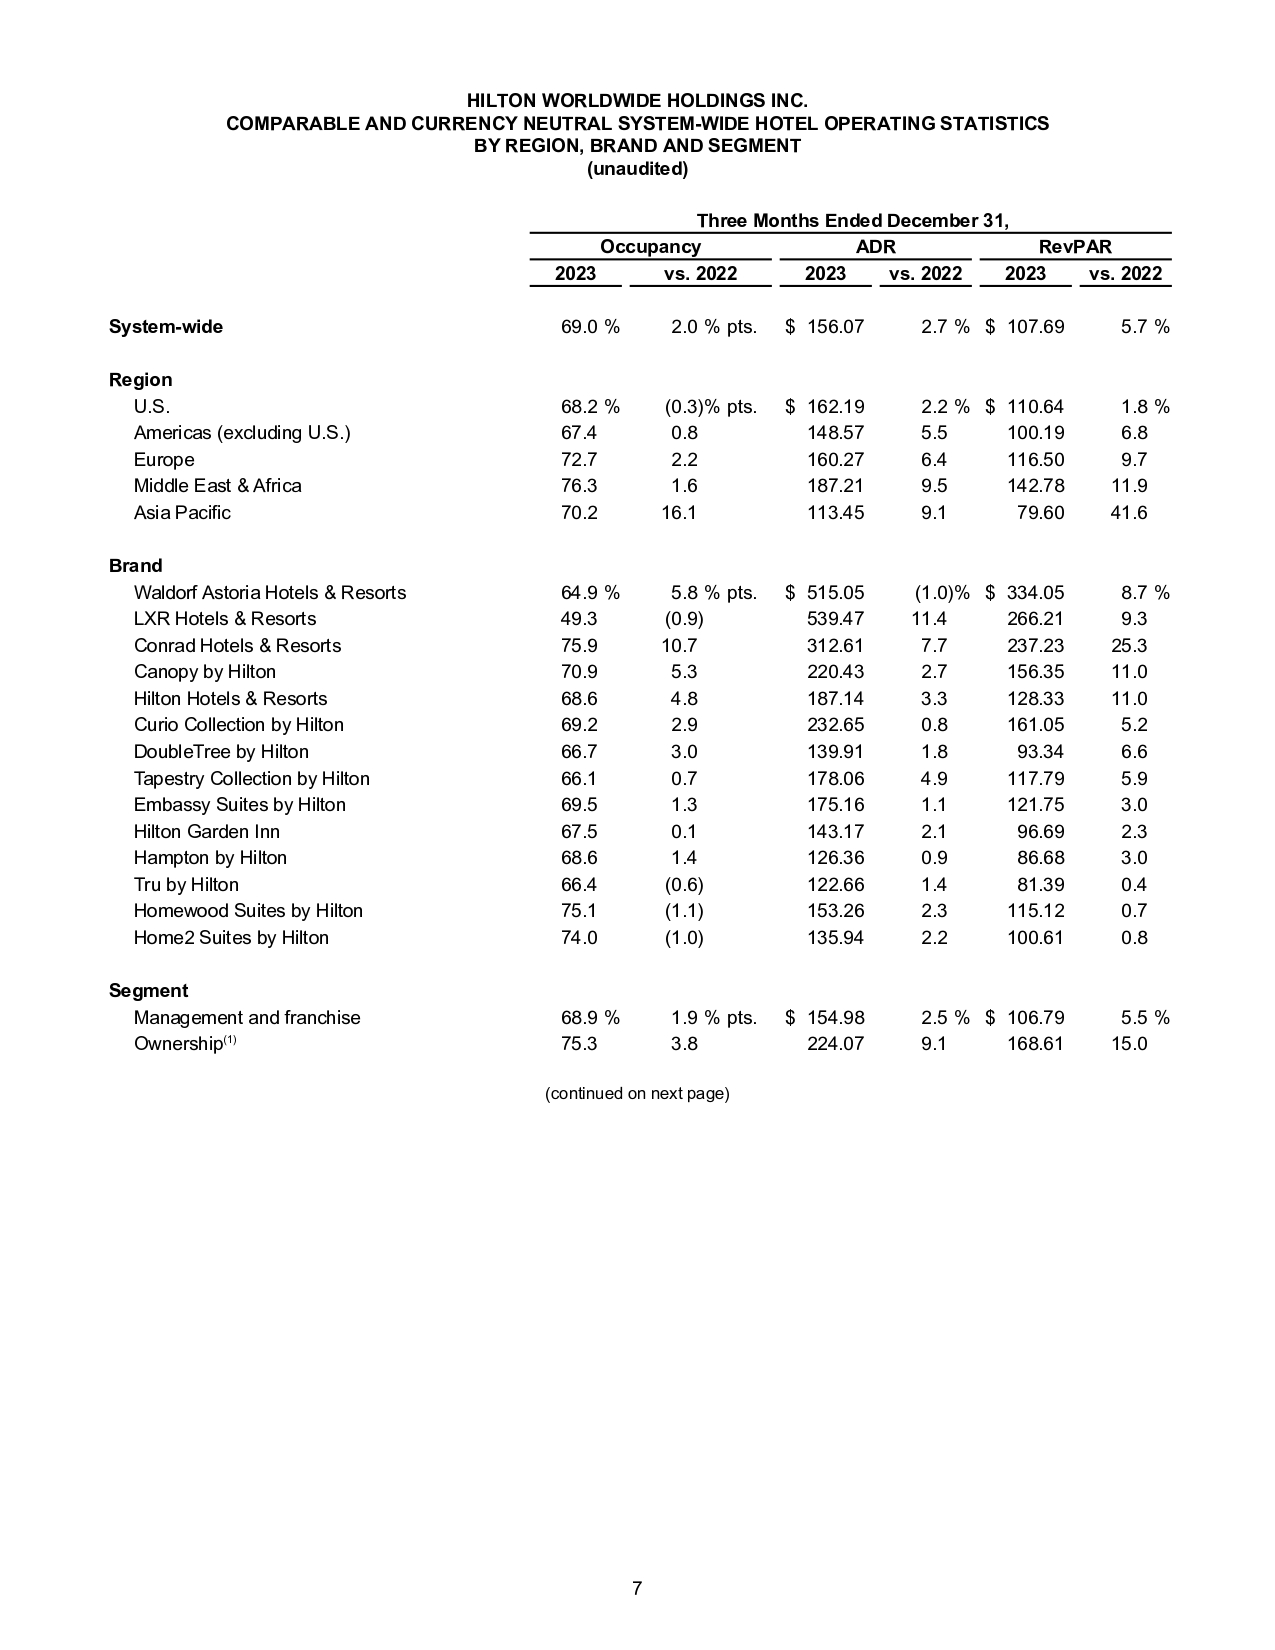 HILTON WORLDWIDE HOLDINGS INC.
COMPARABLE AND CURRENCY NEUTRAL SYSTEM-WIDE HOTEL OPERATING STATISTICS
BY REGION, BRAND AND SEGMENT
(unaudited)
Three Months Ended December 31,
Occupancy ADR RevPAR
2023 vs. 2022 2023 vs. 2022 2023 vs. 2022
System-wide 69.0 % 2.0 % pts. $ 156.07 2.7 % $ 107.69 5.7 %
Region
U.S. 68.2 % (0.3)% pts. $ 162.19 2.2 % $ 110.64 1.8 %
Americas (excluding U.S.) 67.4 0.8 148.57 5.5 100.19 6.8
Europe 72.7 2.2 160.27 6.4 116.50 9.7
Middle East & Africa 76.3 1.6 187.21 9.5 142.78 11.9
Asia Pacific 70.2 16.1 113.45 9.1 79.60 41.6
Brand
Waldorf Astoria Hotels & Resorts 64.9 % 5.8 % pts. $ 515.05 (1.0)% $ 334.05 8.7 %
LXR Hotels & Resorts 49.3 (0.9) 539.47 11.4 266.21 9.3
Conrad Hotels & Resorts 75.9 10.7 312.61 7.7 237.23 25.3
Canopy by Hilton 70.9 5.3 220.43 2.7 156.35 11.0
Hilton Hotels & Resorts 68.6 4.8 187.14 3.3 128.33 11.0
Curio Collection by Hilton 69.2 2.9 232.65 0.8 161.05 5.2
DoubleTree by Hilton 66.7 3.0 139.91 1.8 93.34 6.6
Tapestry Collection by Hilton 66.1 0.7 178.06 4.9 117.79 5.9
Embassy Suites by Hilton 69.5 1.3 175.16 1.1 121.75 3.0
Hilton Garden Inn 67.5 0.1 143.17 2.1 96.69 2.3
Hampton by Hilton 68.6 1.4 126.36 0.9 86.68 3.0
Tru by Hilton 66.4 (0.6) 122.66 1.4 81.39 0.4
Homewood Suites by Hilton 75.1 (1.1) 153.26 2.3 115.12 0.7
Home2 Suites by Hilton 74.0 (1.0) 135.94 2.2 100.61 0.8
Segment
Management and franchise 68.9 % 1.9 % pts. $ 154.98 2.5 % $ 106.79 5.5 %
Ownership(1) 75.3 3.8 224.07 9.1 168.61 15.0
(continued on next page)
7